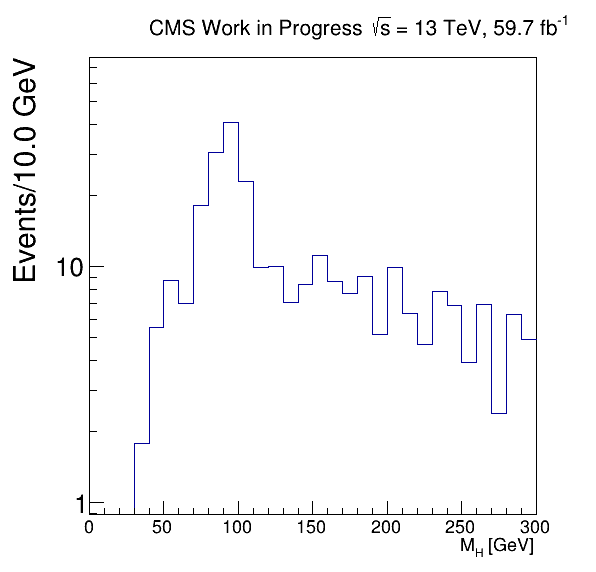 CMS Work in Progress √s = 13 TeV, 59.7 fb⁻¹
Events/10.0 GeV
10
1
0 50 100 150 200 250 300
M_H [GeV]